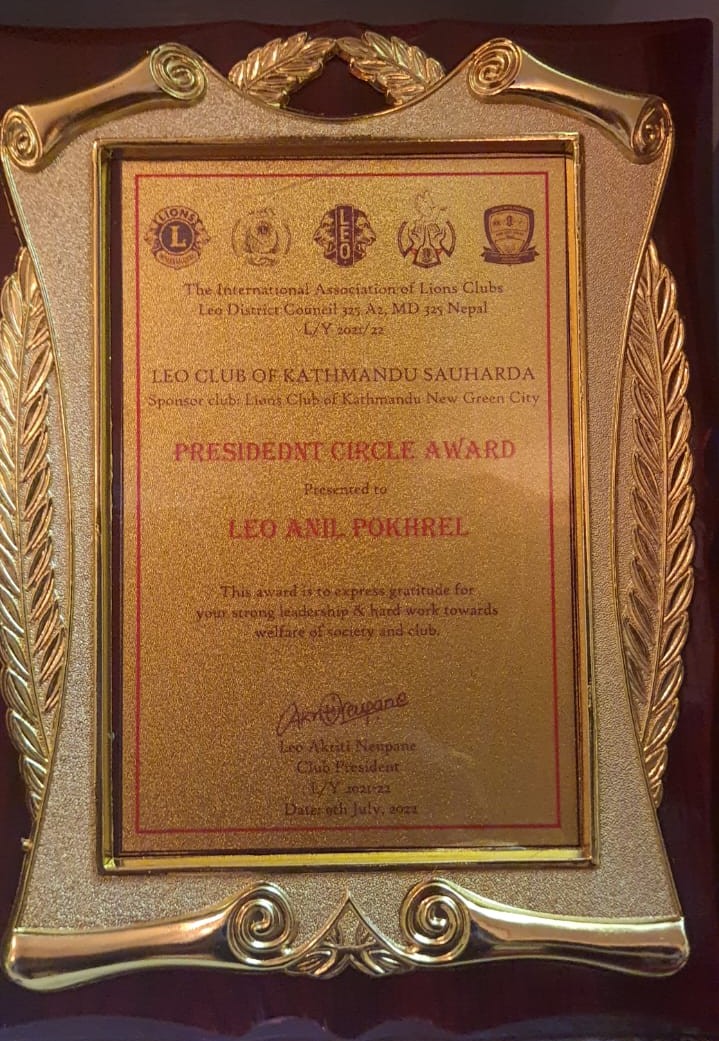 LIONS
L
LEO
The International Association of Lions Clubs
Leo District Council 325 A2, MD 325 Nepal
L/Y 2021/22
LEO CLUB OF KATHMANDU SAUHARDA
Sponsor club: Lions Club of Kathmandu New Green City
PRESIDEDNT CIRCLE AWARD
Presented to
LEO ANIL POKHREL
This award is to express gratitude for
your strong leadership & hard work towards
welfare of society and club.
Leo Akriti Neupane
Club President
L/Y 2021-22
Date: 9th July, 2022